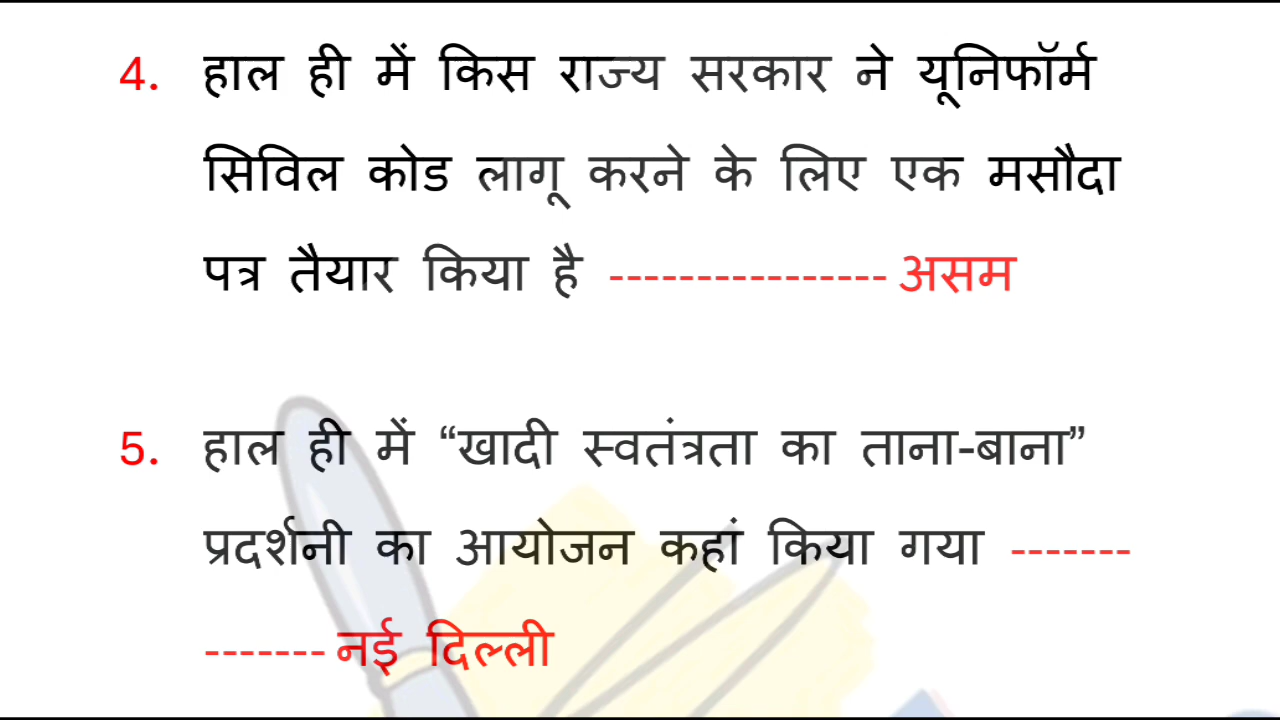 4. हाल ही में किस राज्य सरकार ने यूनिफॉर्म
सिविल कोड लागू करने के लिए एक मसौदा
पत्र तैयार किया है ---------------- असम
5. हाल ही में “खादी स्वतंत्रता का ताना-बाना”
प्रदर्शनी का आयोजन कहां किया गया -------
------- नई दिल्ली